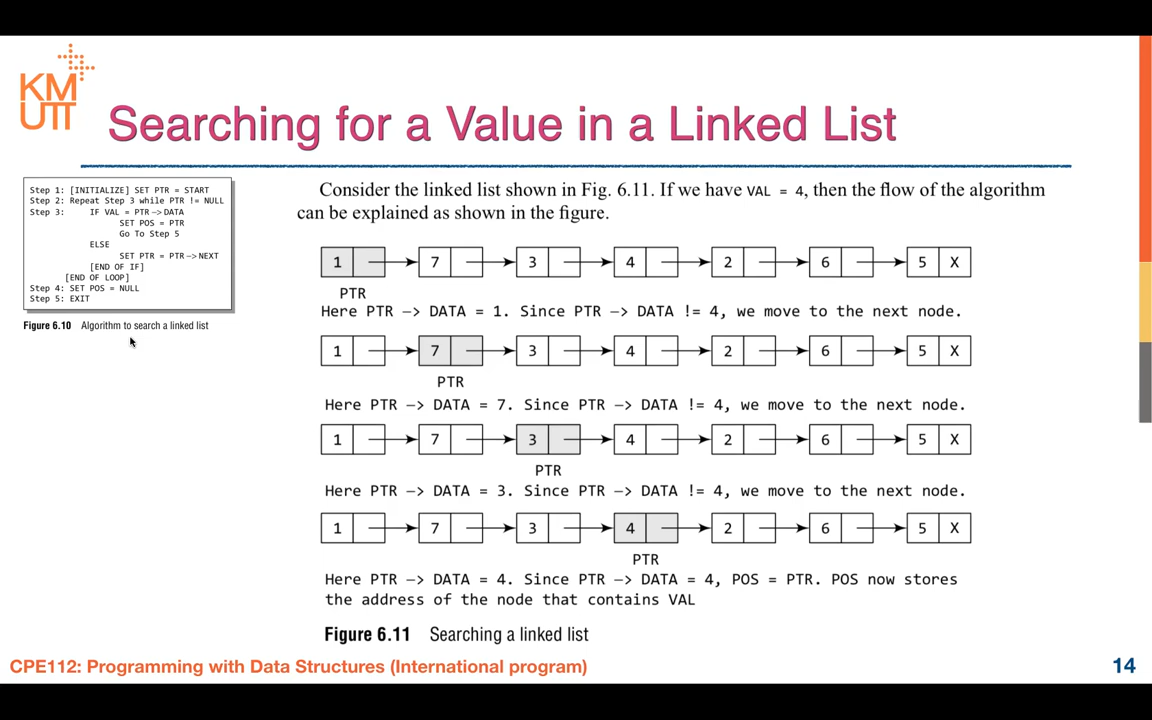 KM
UTT
Searching for a Value in a Linked List
Step 1: [INITIALIZE] SET PTR = START
Step 2: Repeat Step 3 while PTR != NULL
Step 3: IF VAL = PTR —> DATA
SET POS = PTR
Go To Step 5
ELSE
SET PTR = PTR —> NEXT
[END OF IF]
[END OF LOOP]
Step 4: SET POS = NULL
Step 5: EXIT
Figure 6.10 Algorithm to search a linked list
Consider the linked list shown in Fig. 6.11. If we have VAL = 4, then the flow of the algorithm
can be explained as shown in the figure.
1 7 3 4 2 6 5 X
PTR
Here PTR —> DATA = 1. Since PTR —> DATA != 4, we move to the next node.
1 7 3 4 2 6 5 X
PTR
Here PTR —> DATA = 7. Since PTR —> DATA != 4, we move to the next node.
1 7 3 4 2 6 5 X
PTR
Here PTR —> DATA = 3. Since PTR —> DATA != 4, we move to the next node.
1 7 3 4 2 6 5 X
PTR
Here PTR —> DATA = 4. Since PTR —> DATA = 4, POS = PTR. POS now stores
the address of the node that contains VAL
Figure 6.11 Searching a linked list
CPE112: Programming with Data Structures (International program)
14